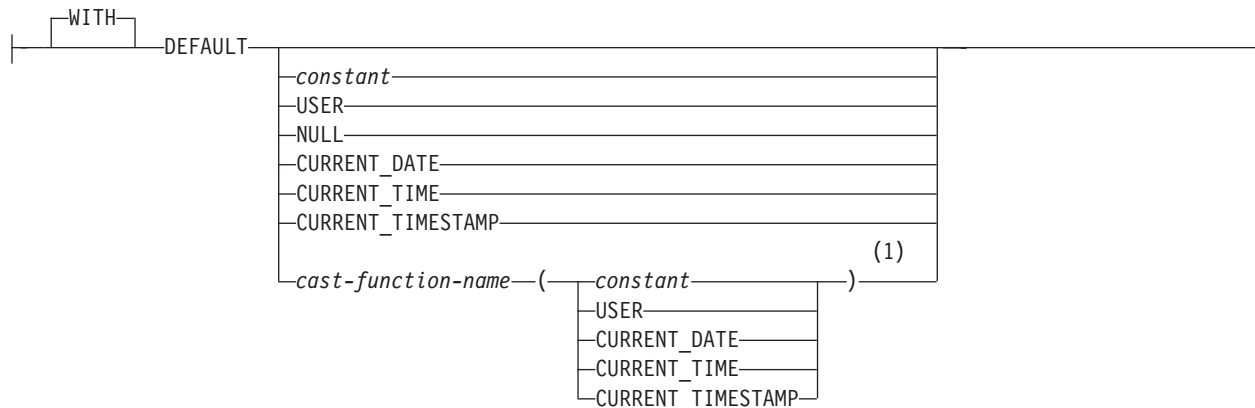 WITH
DEFAULT
constant
USER
NULL
CURRENT_DATE
CURRENT_TIME
CURRENT_TIMESTAMP
(1)
cast-function-name ( constant )
USER
CURRENT_DATE
CURRENT_TIME
CURRENT_TIMESTAMP